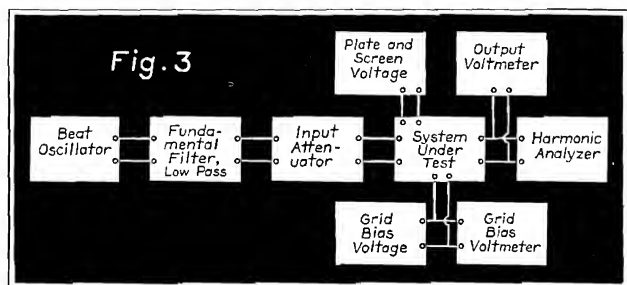 Fig. 3
Plate and
Screen
Voltage
Output
Voltmeter
Beat
Oscillator
Funda-
mental
Filter,
Low Pass
Input
Atten-
uator
System
Under
Test
Harmonic
Analyzer
Grid
Bias
Voltage
Grid
Bias
Voltmeter